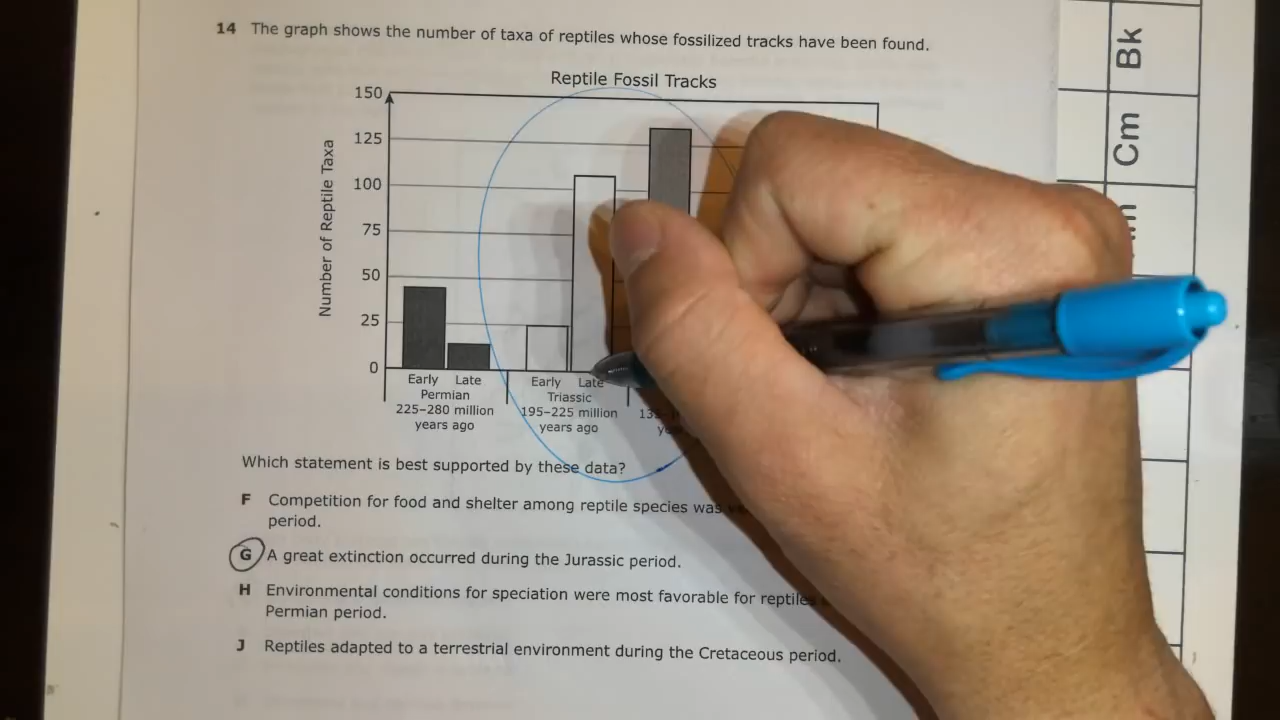 14 The graph shows the number of taxa of reptiles whose fossilized tracks have been found.
Reptile Fossil Tracks
Number of Reptile Taxa
150
125
100
75
50
25
0
Early Late
Permian
225–280 million
years ago
Early Late
Triassic
195–225 million
years ago
Which statement is best supported by these data?
F Competition for food and shelter among reptile species was
period.
G A great extinction occurred during the Jurassic period.
H Environmental conditions for speciation were most favorable for reptiles
Permian period.
J Reptiles adapted to a terrestrial environment during the Cretaceous period.
Bk
Cm